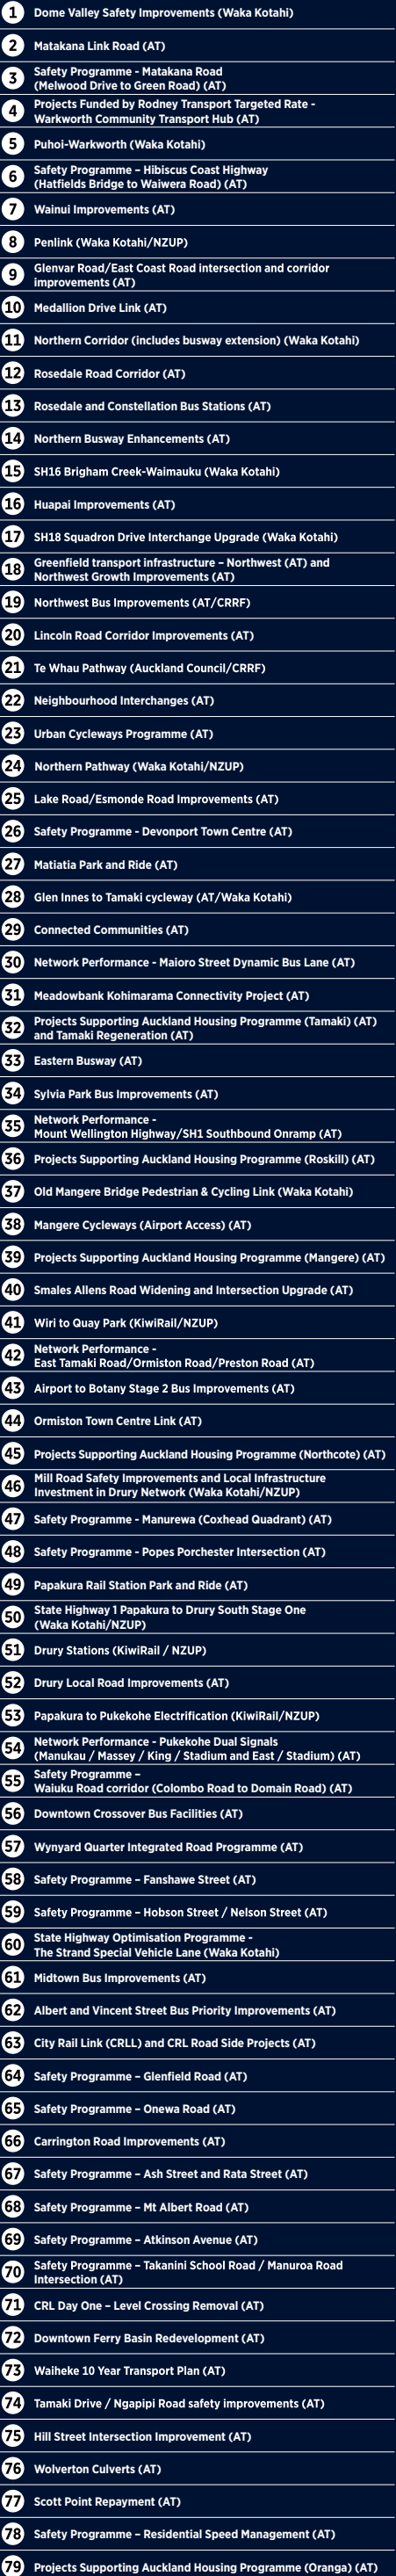 1 Dome Valley Safety Improvements (Waka Kotahi)
2 Matakana Link Road (AT)
3 Safety Programme - Matakana Road
(Melwood Drive to Green Road) (AT)
4 Projects Funded by Rodney Transport Targeted Rate -
Warkworth Community Transport Hub (AT)
5 Puhoi-Warkworth (Waka Kotahi)
6 Safety Programme – Hibiscus Coast Highway
(Hatfields Bridge to Waiwera Road) (AT)
7 Wainui Improvements (AT)
8 Penlink (Waka Kotahi/NZUP)
9 Glenvar Road/East Coast Road intersection and corridor
improvements (AT)
10 Medallion Drive Link (AT)
11 Northern Corridor (includes busway extension) (Waka Kotahi)
12 Rosedale Road Corridor (AT)
13 Rosedale and Constellation Bus Stations (AT)
14 Northern Busway Enhancements (AT)
15 SH16 Brigham Creek-Waimauku (Waka Kotahi)
16 Huapai Improvements (AT)
17 SH18 Squadron Drive Interchange Upgrade (Waka Kotahi)
18 Greenfield transport infrastructure – Northwest (AT) and
Northwest Growth Improvements (AT)
19 Northwest Bus Improvements (AT/CRRF)
20 Lincoln Road Corridor Improvements (AT)
21 Te Whau Pathway (Auckland Council/CRRF)
22 Neighbourhood Interchanges (AT)
23 Urban Cycleways Programme (AT)
24 Northern Pathway (Waka Kotahi/NZUP)
25 Lake Road/Esmonde Road Improvements (AT)
26 Safety Programme - Devonport Town Centre (AT)
27 Matiatia Park and Ride (AT)
28 Glen Innes to Tamaki cycleway (AT/Waka Kotahi)
29 Connected Communities (AT)
30 Network Performance - Maioro Street Dynamic Bus Lane (AT)
31 Meadowbank Kohimarama Connectivity Project (AT)
32 Projects Supporting Auckland Housing Programme (Tamaki) (AT)
and Tamaki Regeneration (AT)
33 Eastern Busway (AT)
34 Sylvia Park Bus Improvements (AT)
35 Network Performance -
Mount Wellington Highway/SH1 Southbound Onramp (AT)
36 Projects Supporting Auckland Housing Programme (Roskill) (AT)
37 Old Mangere Bridge Pedestrian & Cycling Link (Waka Kotahi)
38 Mangere Cycleways (Airport Access) (AT)
39 Projects Supporting Auckland Housing Programme (Mangere) (AT)
40 Smales Allens Road Widening and Intersection Upgrade (AT)
41 Wiri to Quay Park (KiwiRail/NZUP)
42 Network Performance -
East Tamaki Road/Ormiston Road/Preston Road (AT)
43 Airport to Botany Stage 2 Bus Improvements (AT)
44 Ormiston Town Centre Link (AT)
45 Projects Supporting Auckland Housing Programme (Northcote) (AT)
46 Mill Road Safety Improvements and Local Infrastructure
Investment in Drury Network (Waka Kotahi/NZUP)
47 Safety Programme - Manurewa (Coxhead Quadrant) (AT)
48 Safety Programme - Popes Porchester Intersection (AT)
49 Papakura Rail Station Park and Ride (AT)
50 State Highway 1 Papakura to Drury South Stage One
(Waka Kotahi/NZUP)
51 Drury Stations (KiwiRail / NZUP)
52 Drury Local Road Improvements (AT)
53 Papakura to Pukekohe Electrification (KiwiRail/NZUP)
54 Network Performance - Pukekohe Dual Signals
(Manukau / Massey / King / Stadium and East / Stadium) (AT)
55 Safety Programme –
Waiuku Road corridor (Colombo Road to Domain Road) (AT)
56 Downtown Crossover Bus Facilities (AT)
57 Wynyard Quarter Integrated Road Programme (AT)
58 Safety Programme – Fanshawe Street (AT)
59 Safety Programme – Hobson Street / Nelson Street (AT)
60 State Highway Optimisation Programme -
The Strand Special Vehicle Lane (Waka Kotahi)
61 Midtown Bus Improvements (AT)
62 Albert and Vincent Street Bus Priority Improvements (AT)
63 City Rail Link (CRLL) and CRL Road Side Projects (AT)
64 Safety Programme – Glenfield Road (AT)
65 Safety Programme – Onewa Road (AT)
66 Carrington Road Improvements (AT)
67 Safety Programme – Ash Street and Rata Street (AT)
68 Safety Programme – Mt Albert Road (AT)
69 Safety Programme – Atkinson Avenue (AT)
70 Safety Programme – Takanini School Road / Manuroa Road
Intersection (AT)
71 CRL Day One – Level Crossing Removal (AT)
72 Downtown Ferry Basin Redevelopment (AT)
73 Waiheke 10 Year Transport Plan (AT)
74 Tamaki Drive / Ngapipi Road safety improvements (AT)
75 Hill Street Intersection Improvement (AT)
76 Wolverton Culverts (AT)
77 Scott Point Repayment (AT)
78 Safety Programme – Residential Speed Management (AT)
79 Projects Supporting Auckland Housing Programme (Oranga) (AT)